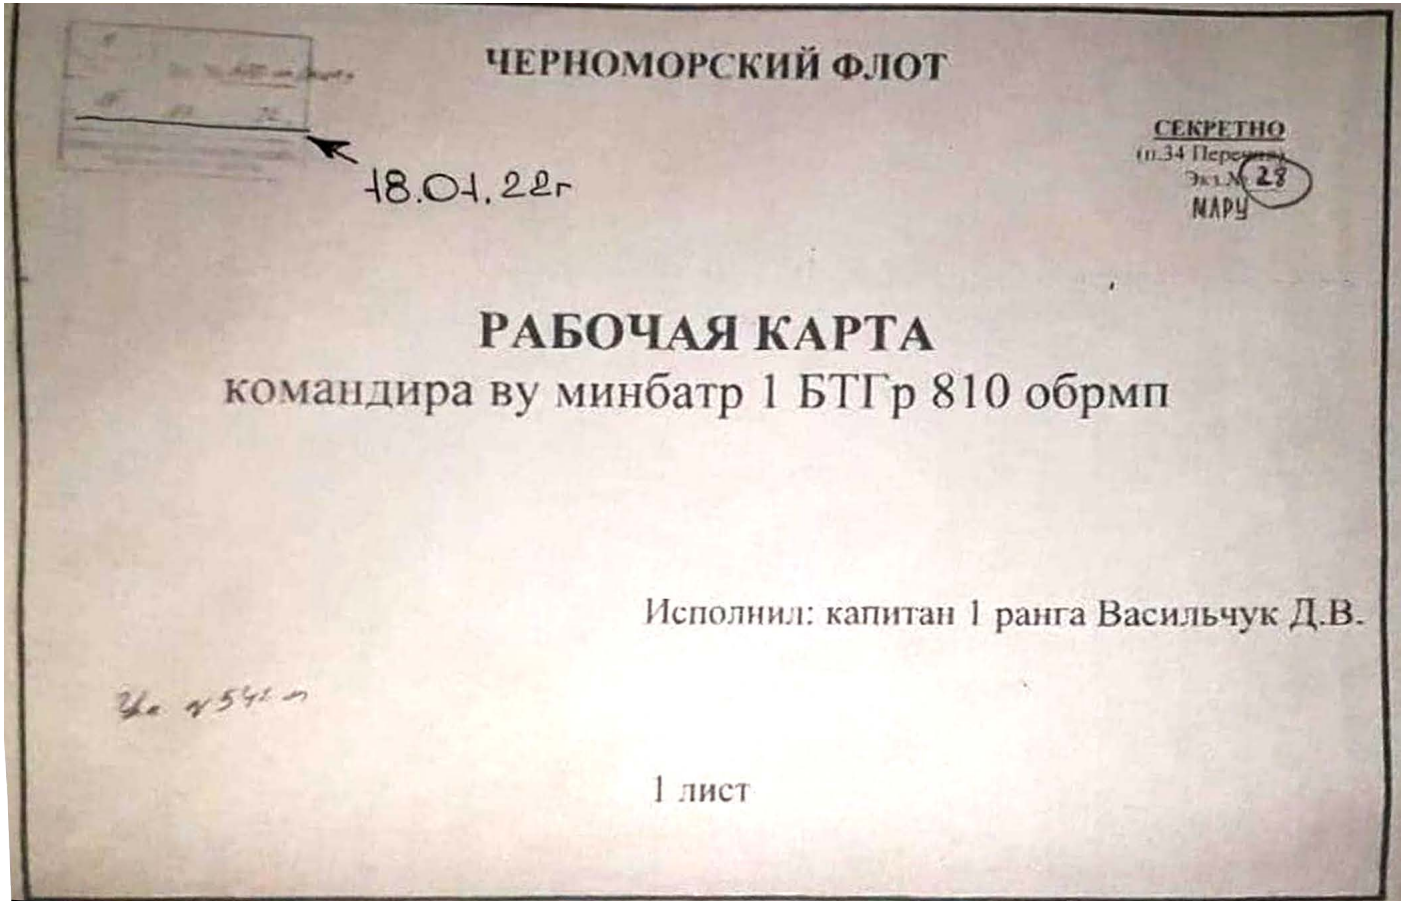 ЧЕРНОМОРСКИЙ ФЛОТ
СЕКРЕТНО
(п.34 Перечня)
Экз.№ 28
МАРУ
18.01.22г
РАБОЧАЯ КАРТА
командира ву минбатр 1 БТГр 810 обрмп
Исполнил: капитан 1 ранга Васильчук Д.В.
1 лист